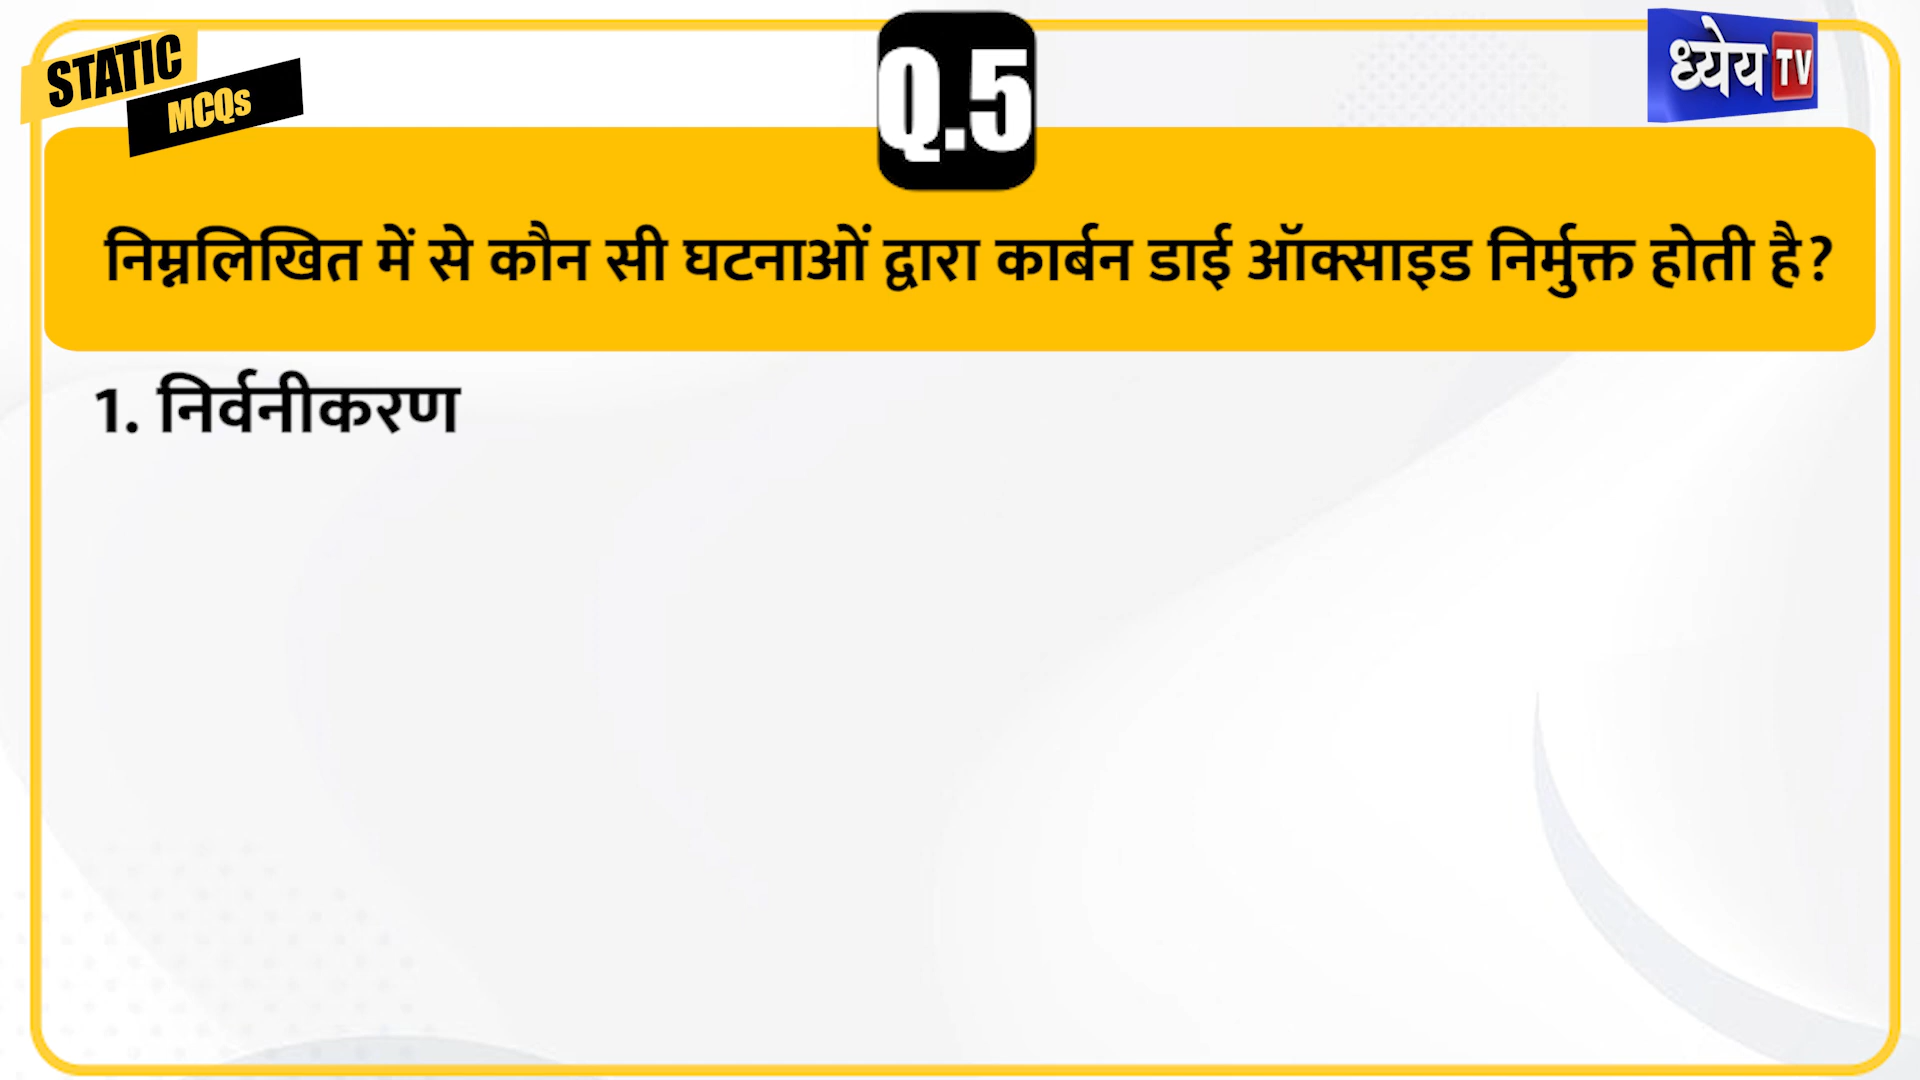 STATIC
MCQs
Q.5
ध्येय TV
निम्नलिखित में से कौन सी घटनाओं द्वारा कार्बन डाई ऑक्साइड निर्मुक्त होती है?
1. निर्वनीकरण